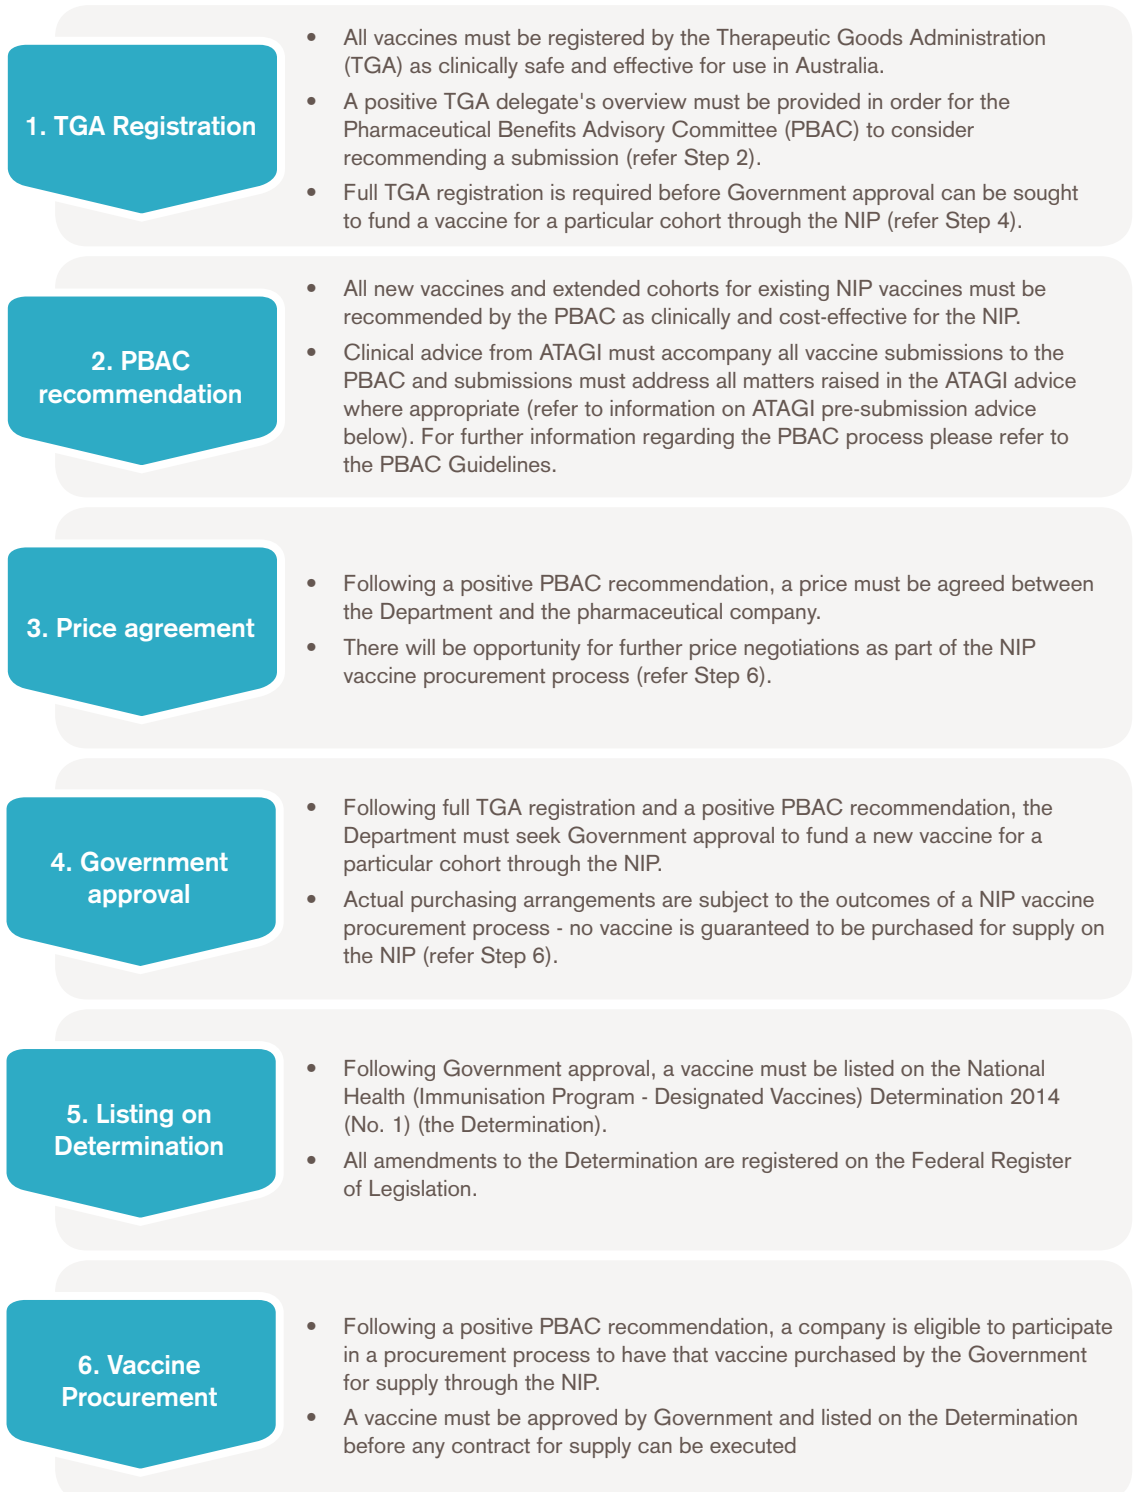 1. TGA Registration
• All vaccines must be registered by the Therapeutic Goods Administration
(TGA) as clinically safe and effective for use in Australia.
• A positive TGA delegate's overview must be provided in order for the
Pharmaceutical Benefits Advisory Committee (PBAC) to consider
recommending a submission (refer Step 2).
• Full TGA registration is required before Government approval can be sought
to fund a vaccine for a particular cohort through the NIP (refer Step 4).
2. PBAC
recommendation
• All new vaccines and extended cohorts for existing NIP vaccines must be
recommended by the PBAC as clinically and cost-effective for the NIP.
• Clinical advice from ATAGI must accompany all vaccine submissions to the
PBAC and submissions must address all matters raised in the ATAGI advice
where appropriate (refer to information on ATAGI pre-submission advice
below). For further information regarding the PBAC process please refer to
the PBAC Guidelines.
3. Price agreement
• Following a positive PBAC recommendation, a price must be agreed between
the Department and the pharmaceutical company.
• There will be opportunity for further price negotiations as part of the NIP
vaccine procurement process (refer Step 6).
4. Government
approval
• Following full TGA registration and a positive PBAC recommendation, the
Department must seek Government approval to fund a new vaccine for a
particular cohort through the NIP.
• Actual purchasing arrangements are subject to the outcomes of a NIP vaccine
procurement process - no vaccine is guaranteed to be purchased for supply on
the NIP (refer Step 6).
5. Listing on
Determination
• Following Government approval, a vaccine must be listed on the National
Health (Immunisation Program - Designated Vaccines) Determination 2014
(No. 1) (the Determination).
• All amendments to the Determination are registered on the Federal Register
of Legislation.
6. Vaccine
Procurement
• Following a positive PBAC recommendation, a company is eligible to participate
in a procurement process to have that vaccine purchased by the Government
for supply through the NIP.
• A vaccine must be approved by Government and listed on the Determination
before any contract for supply can be executed